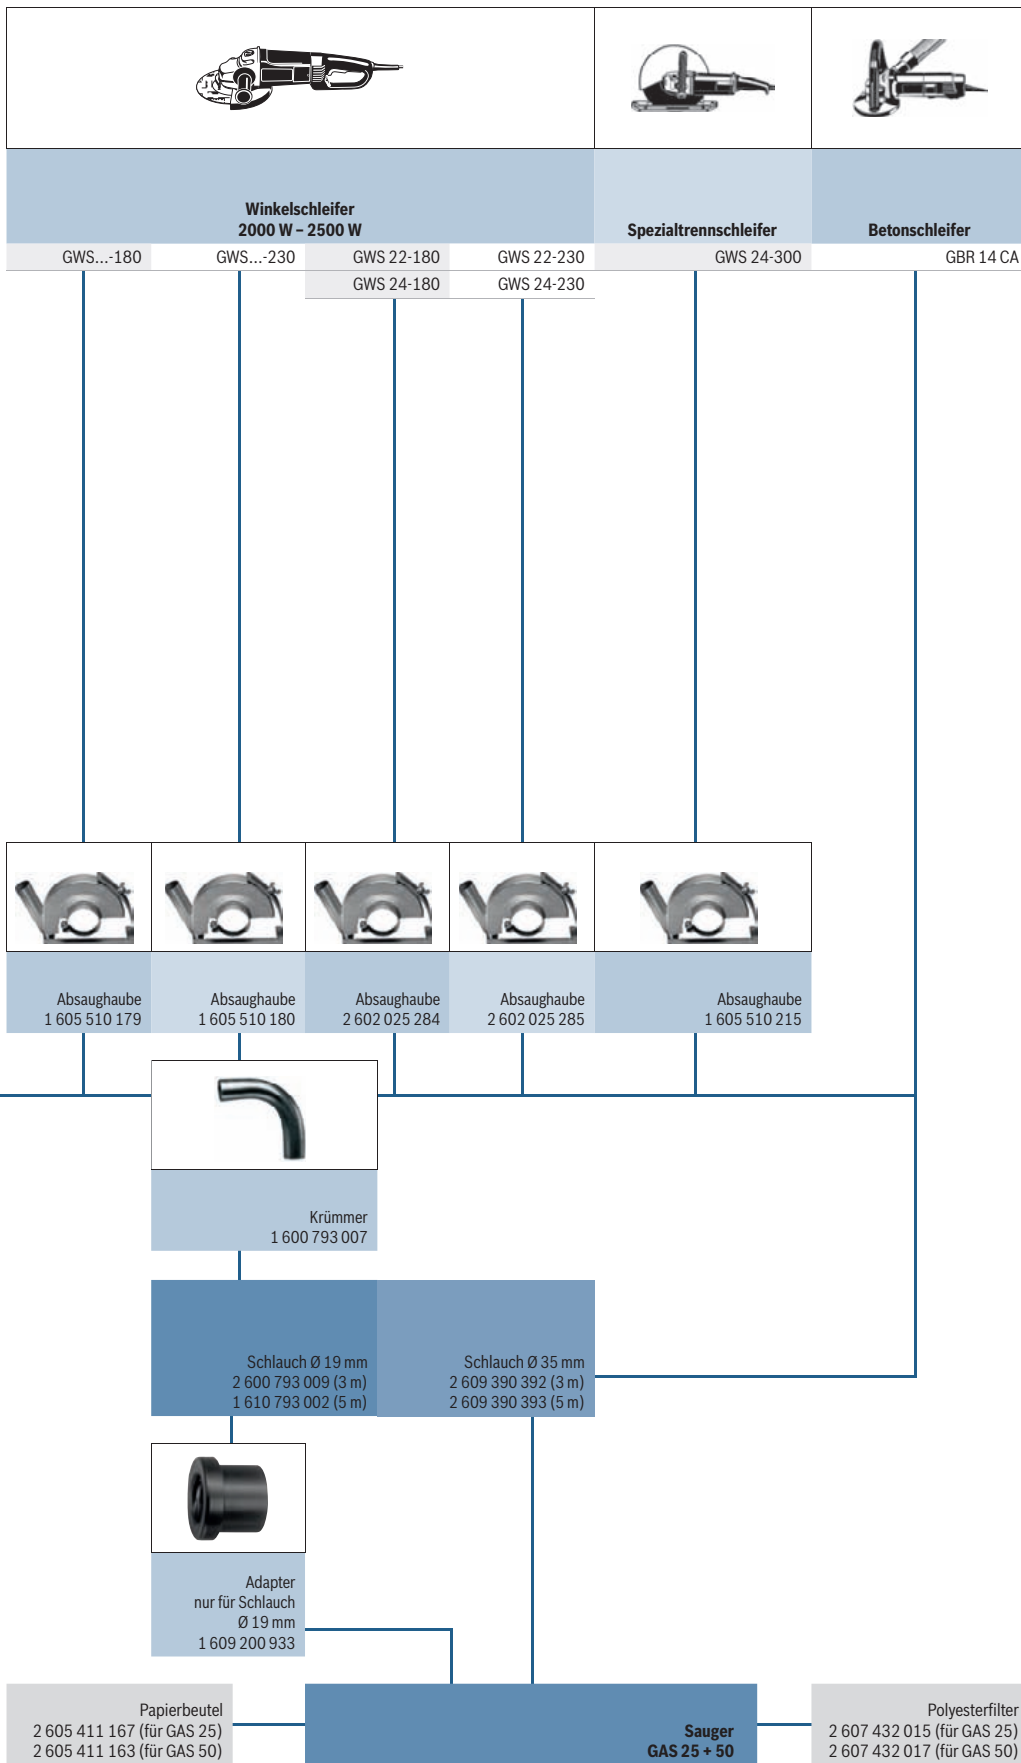 Winkelschleifer
2000 W – 2500 W
Spezialtrennschleifer
Betonschleifer
GWS...-180
GWS...-230
GWS 22-180
GWS 22-230
GWS 24-300
GBR 14 CA
GWS 24-180
GWS 24-230
Absaughaube
1 605 510 179
Absaughaube
1 605 510 180
Absaughaube
2 602 025 284
Absaughaube
2 602 025 285
Absaughaube
1 605 510 215
Krümmer
1 600 793 007
Schlauch Ø 19 mm
2 600 793 009 (3 m)
1 610 793 002 (5 m)
Schlauch Ø 35 mm
2 609 390 392 (3 m)
2 609 390 393 (5 m)
Adapter
nur für Schlauch
Ø 19 mm
1 609 200 933
Papierbeutel
2 605 411 167 (für GAS 25)
2 605 411 163 (für GAS 50)
Sauger
GAS 25 + 50
Polyesterfilter
2 607 432 015 (für GAS 25)
2 607 432 017 (für GAS 50)